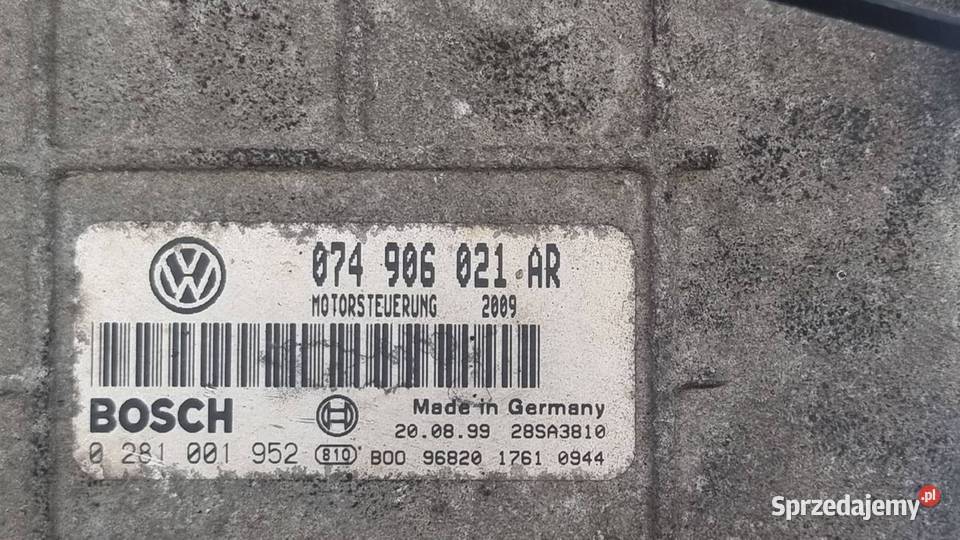 074 906 021 AR
MOTORSTEUERUNG 2009
BOSCH
Made in Germany
20.08.99 28SA3810
0 281 001 952 810 B00 96820 1761 0944
Sprzedajemy.pl